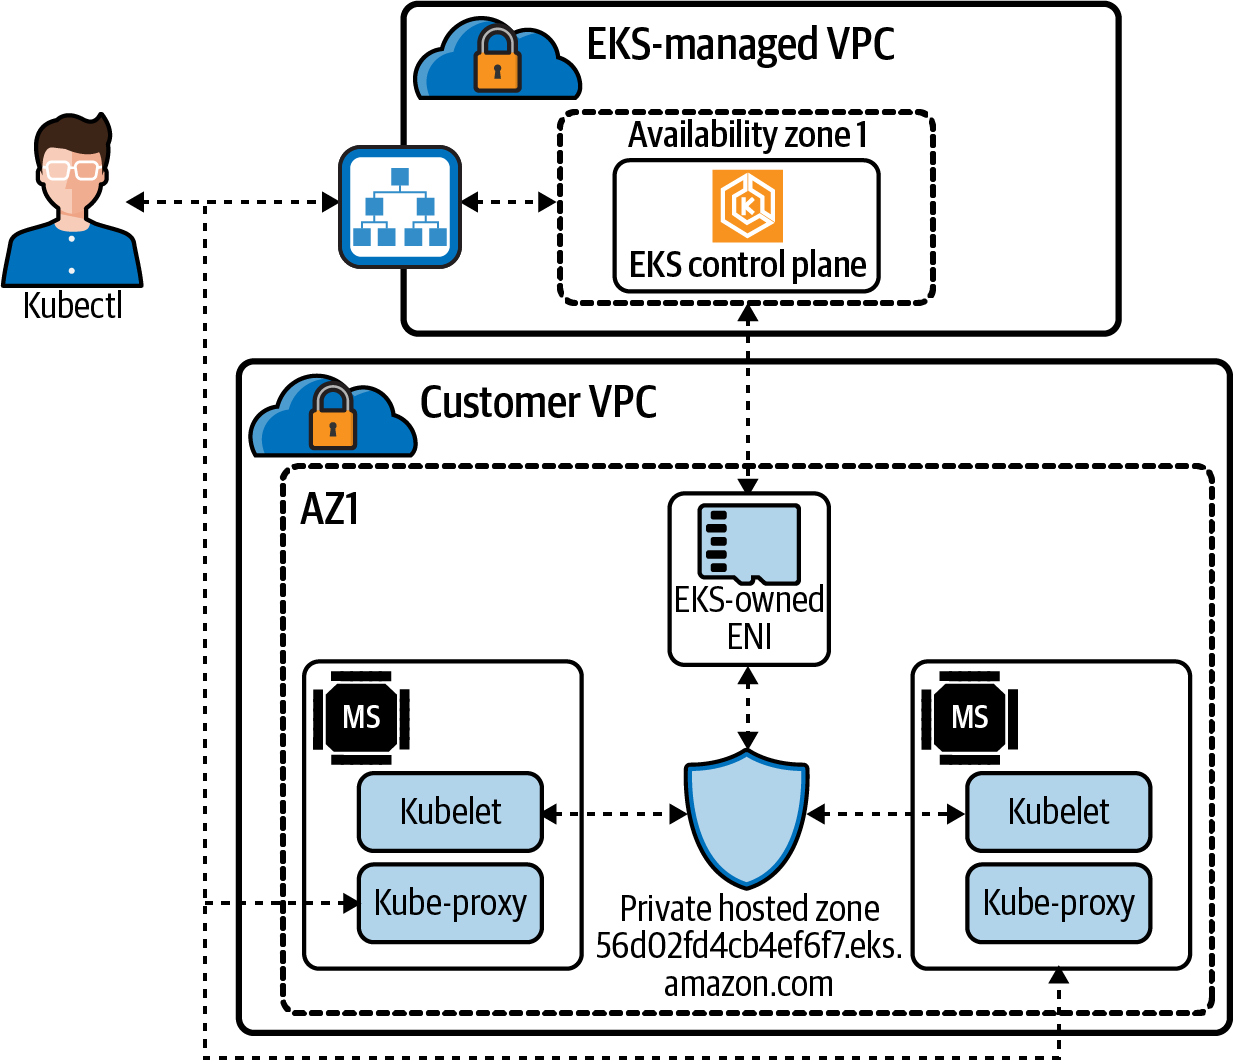 EKS-managed VPC
Availability zone 1
K
EKS control plane
Kubectl
Customer VPC
AZ1
EKS-owned
ENI
MS
MS
Kubelet
Kubelet
Kube-proxy
Kube-proxy
Private hosted zone
56d02fd4cb4ef6f7.eks.
amazon.com